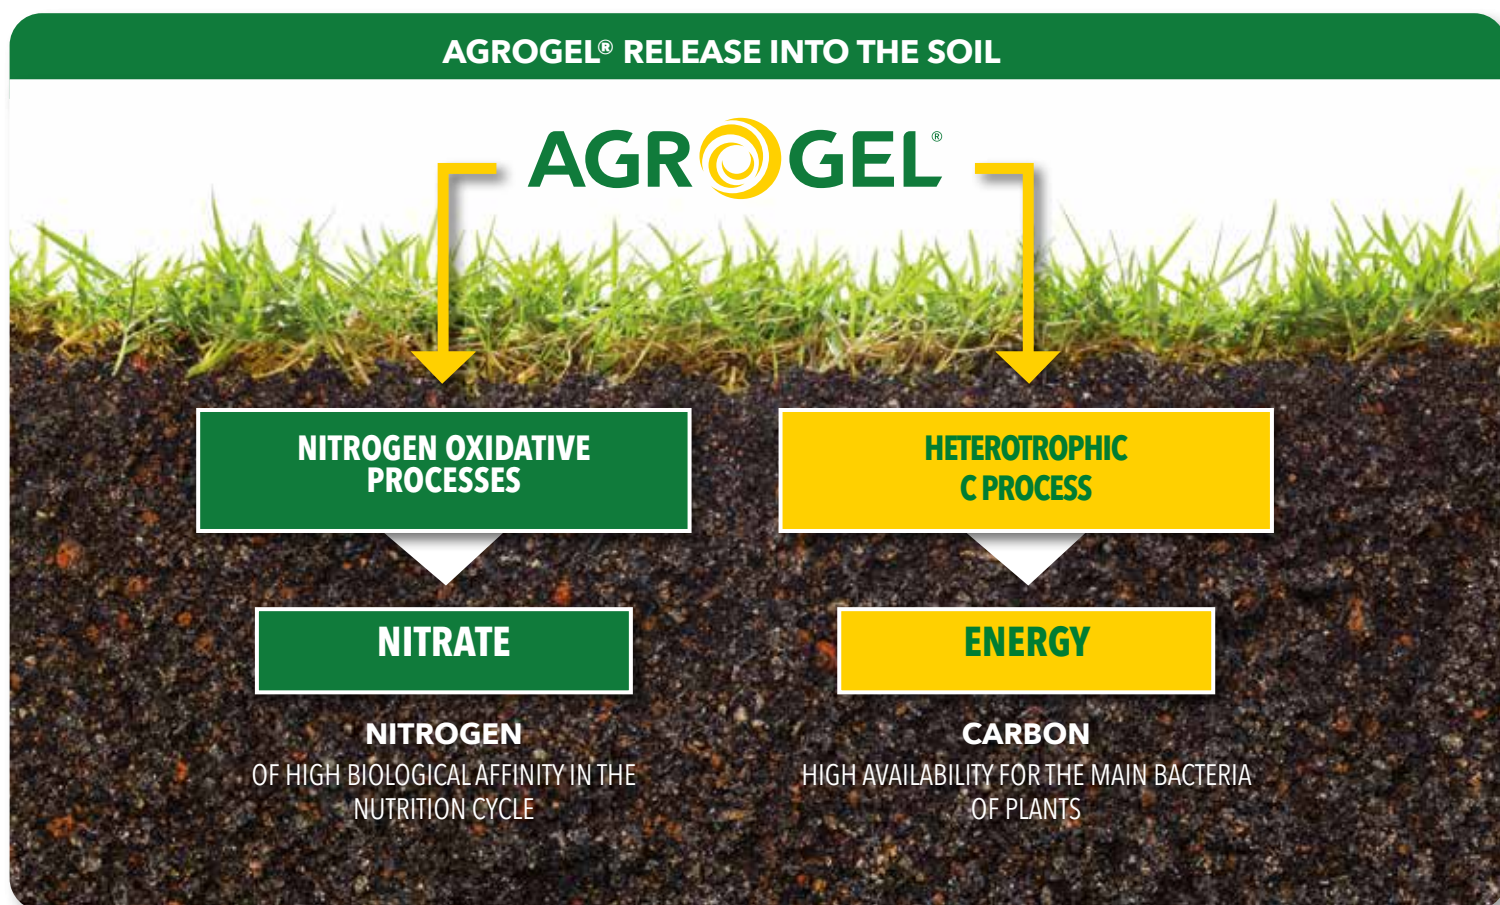 AGROGEL® RELEASE INTO THE SOIL
AGROGEL®
NITROGEN OXIDATIVE
PROCESSES
HETEROTROPHIC
C PROCESS
NITRATE
ENERGY
NITROGEN
OF HIGH BIOLOGICAL AFFINITY IN THE
NUTRITION CYCLE
CARBON
HIGH AVAILABILITY FOR THE MAIN BACTERIA
OF PLANTS